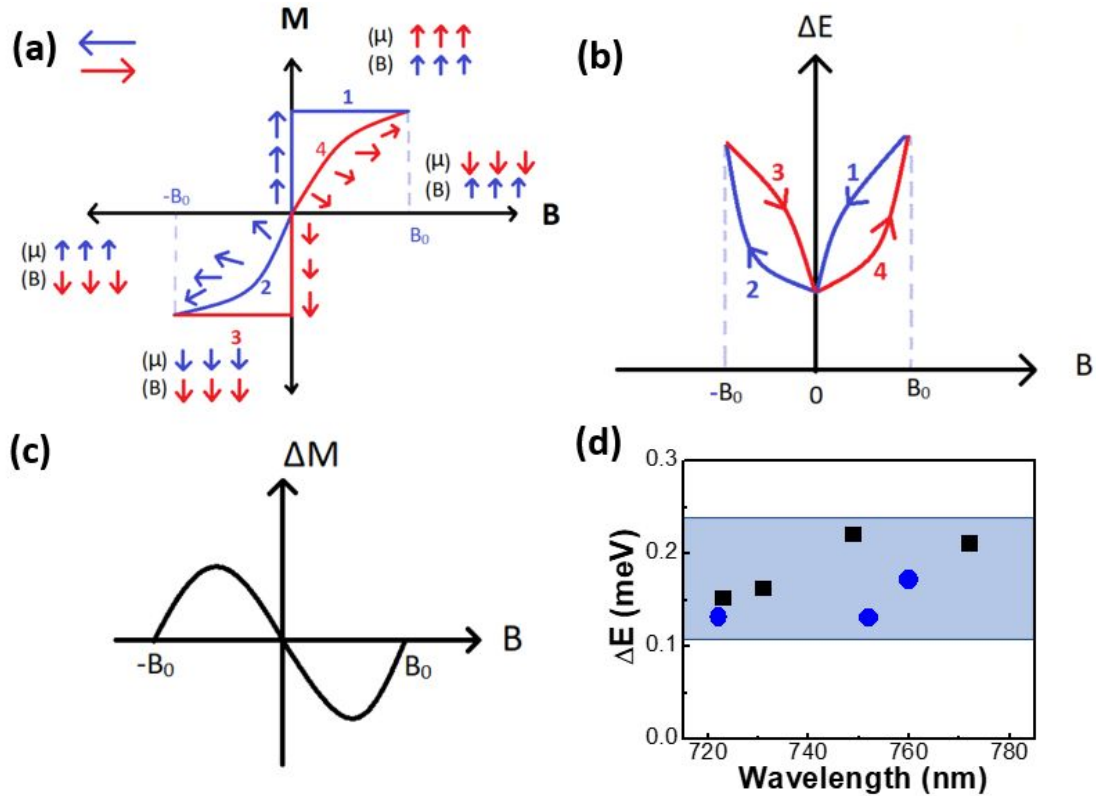 (a)
M
(μ)
(B)
1
4
(μ)
(B)
-B₀
B
B₀
(μ)
(B)
2
3
(μ)
(B)
(b)
ΔE
3
1
2
4
-B₀
0
B₀
B
(c)
ΔM
-B₀
B₀
B
(d)
0.3
0.2
0.1
0.0
ΔE (meV)
720 740 760 780
Wavelength (nm)